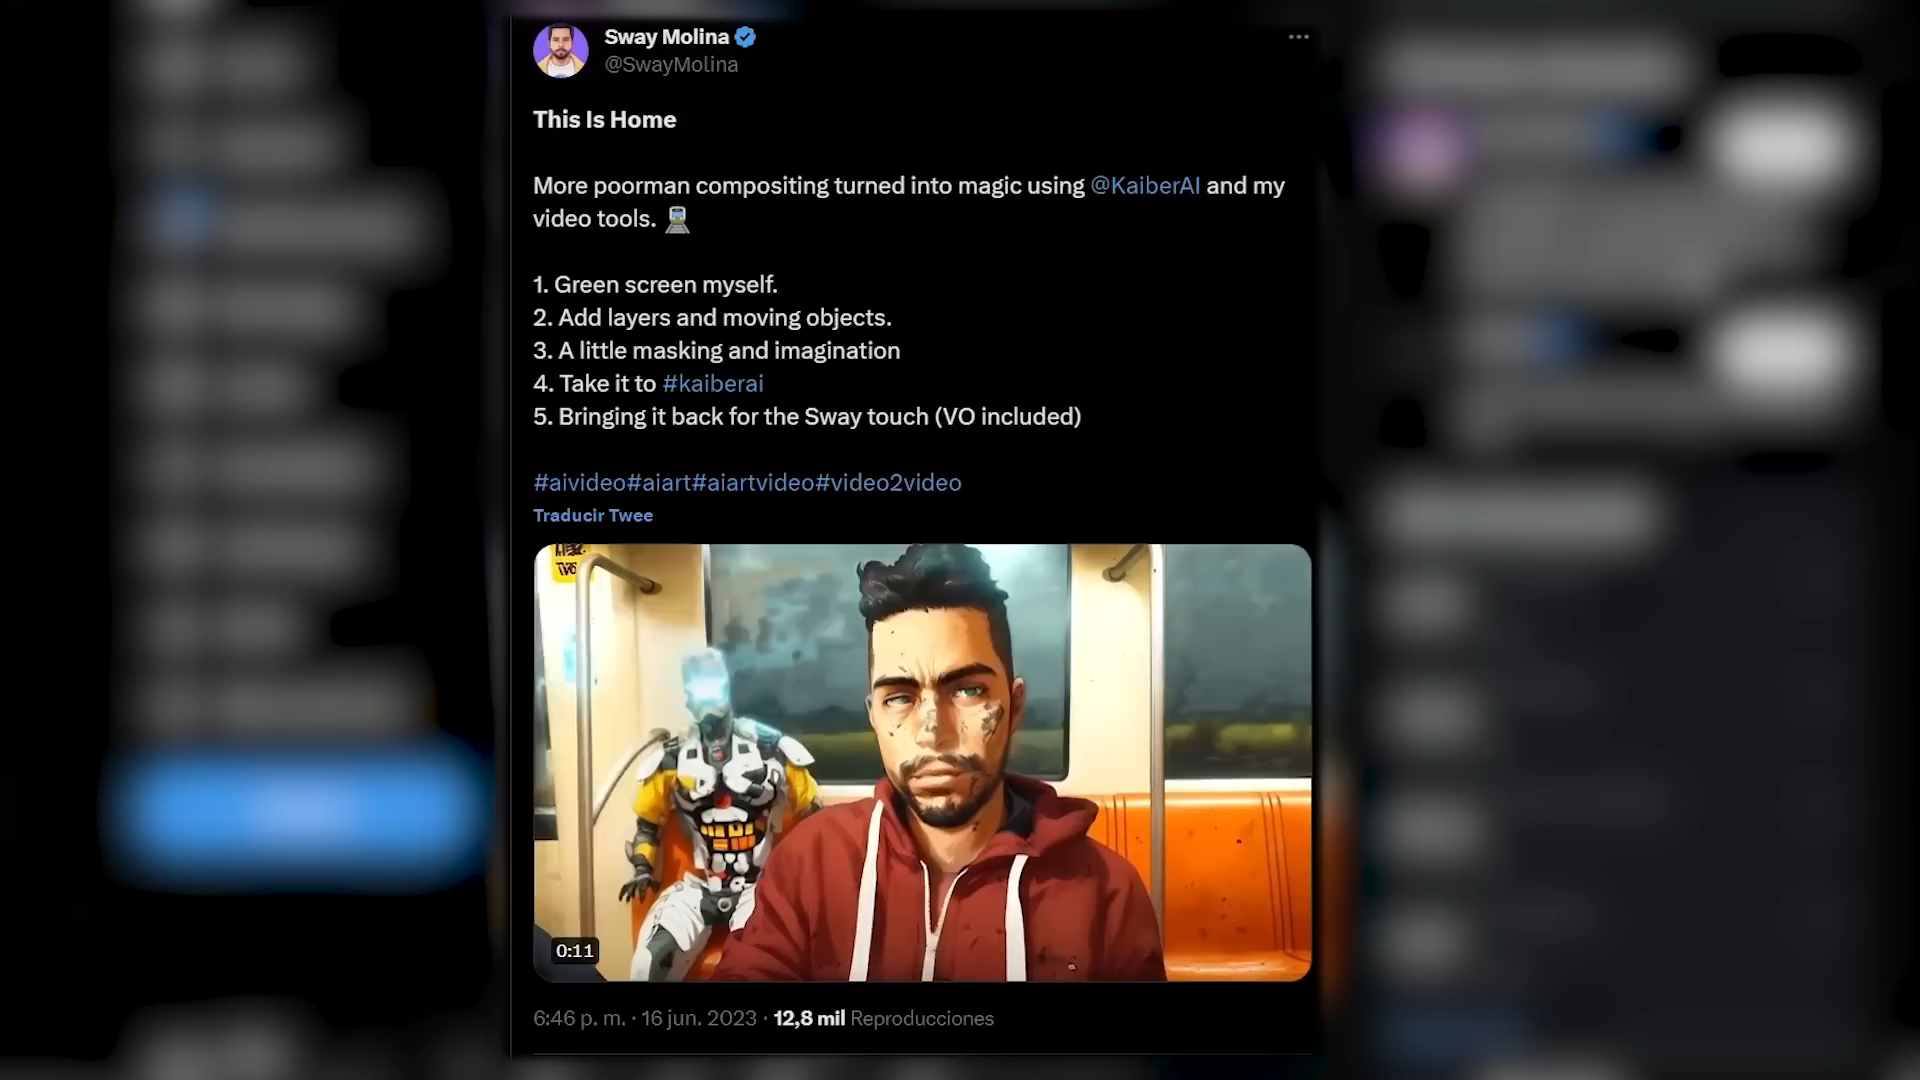 Sway Molina
@SwayMolina
This Is Home
More poorman compositing turned into magic using @KaiberAI and my
video tools.
1. Green screen myself.
2. Add layers and moving objects.
3. A little masking and imagination
4. Take it to #kaiberai
5. Bringing it back for the Sway touch (VO included)
#aivideo#aiart#aiartvideo#video2video
Traducir Twee
0:11
6:46 p. m. · 16 jun. 2023 · 12,8 mil Reproducciones